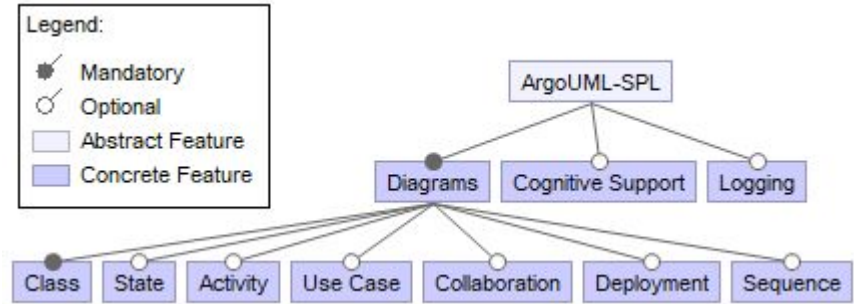 Legend:
Mandatory
Optional
Abstract Feature
Concrete Feature
ArgoUML-SPL
Diagrams Cognitive Support Logging
Class State Activity Use Case Collaboration Deployment Sequence